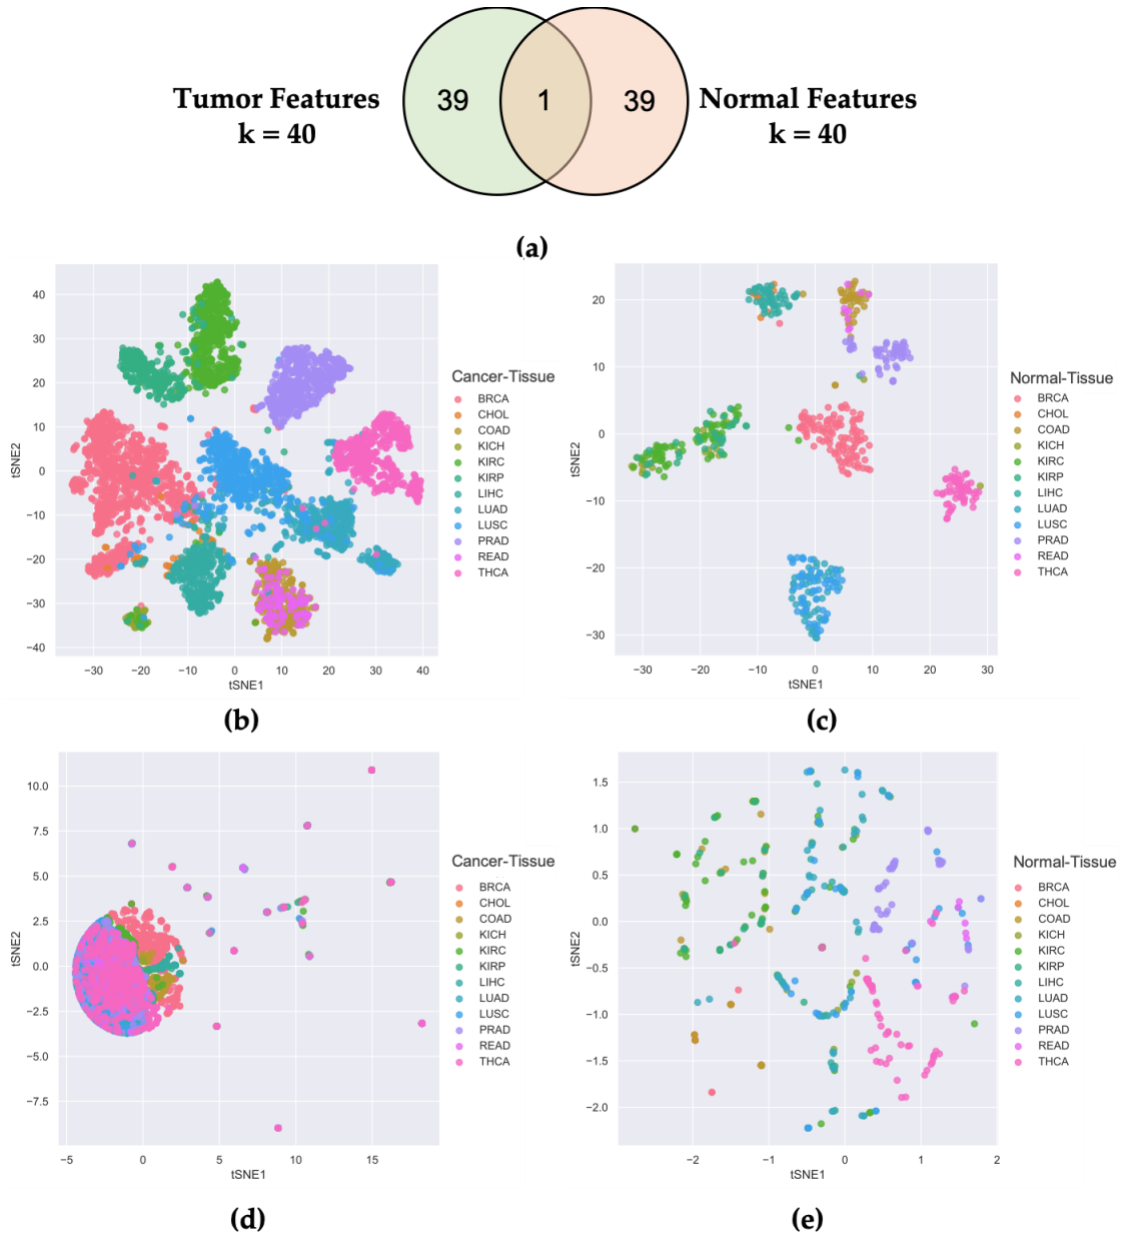 Tumor Features
k = 40
39
1
39
Normal Features
k = 40
(a)
40
30
20
10
0
−10
−20
−30
−40
tSNE2
−30
−20
−10
0
10
20
30
40
tSNE1
Cancer-Tissue
BRCA
CHOL
COAD
KICH
KIRC
KIRP
LIHC
LUAD
LUSC
PRAD
READ
THCA
(b)
20
10
0
−10
−20
−30
tSNE2
−30
−20
−10
0
10
20
30
tSNE1
Normal-Tissue
BRCA
CHOL
COAD
KICH
KIRC
KIRP
LIHC
LUAD
LUSC
PRAD
READ
THCA
(c)
10.0
7.5
5.0
2.5
0.0
−2.5
−5.0
−7.5
tSNE2
−5
0
5
10
15
tSNE1
Cancer-Tissue
BRCA
CHOL
COAD
KICH
KIRC
KIRP
LIHC
LUAD
LUSC
PRAD
READ
THCA
(d)
1.5
1.0
0.5
0.0
−0.5
−1.0
−1.5
−2.0
tSNE2
−2
−1
0
1
2
tSNE1
Normal-Tissue
BRCA
CHOL
COAD
KICH
KIRC
KIRP
LIHC
LUAD
LUSC
PRAD
READ
THCA
(e)